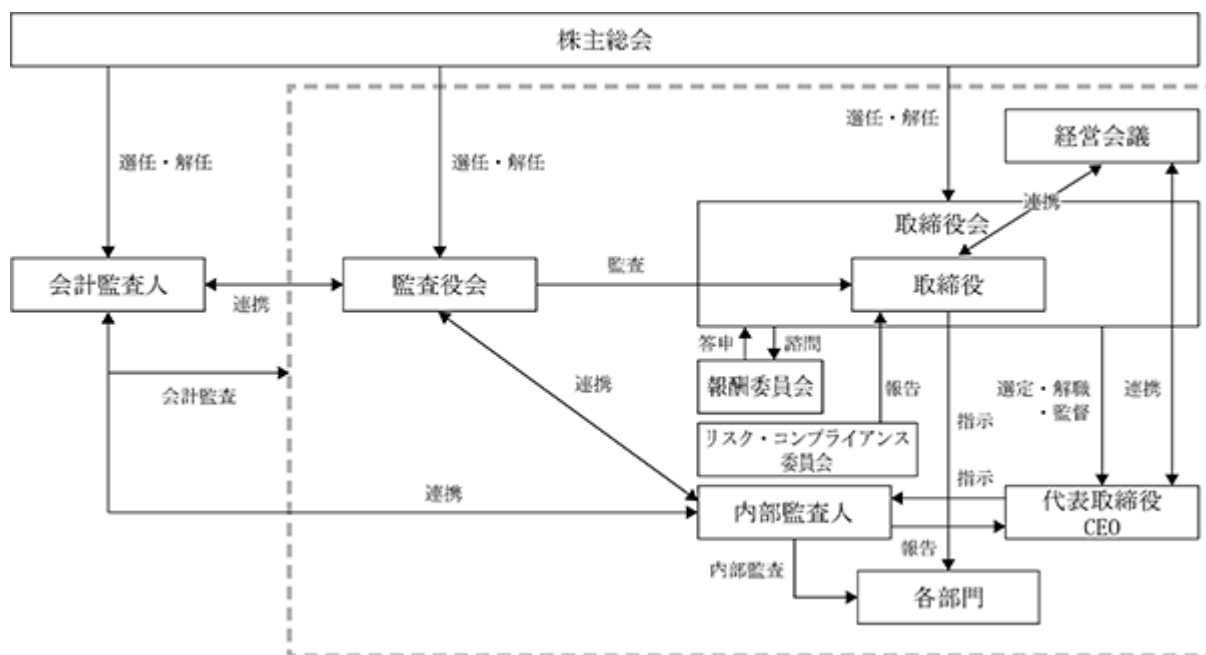 株主総会
選任・解任
選任・解任
選任・解任
経営会議
連携
取締役会
会計監査人
連携
監査役会
監査
取締役
答申
諮問
会計監査
連携
報酬委員会
報告
指示
選定・解職
・監督
連携
リスク・コンプライアンス
委員会
連携
指示
内部監査人
代表取締役
CEO
報告
内部監査
各部門